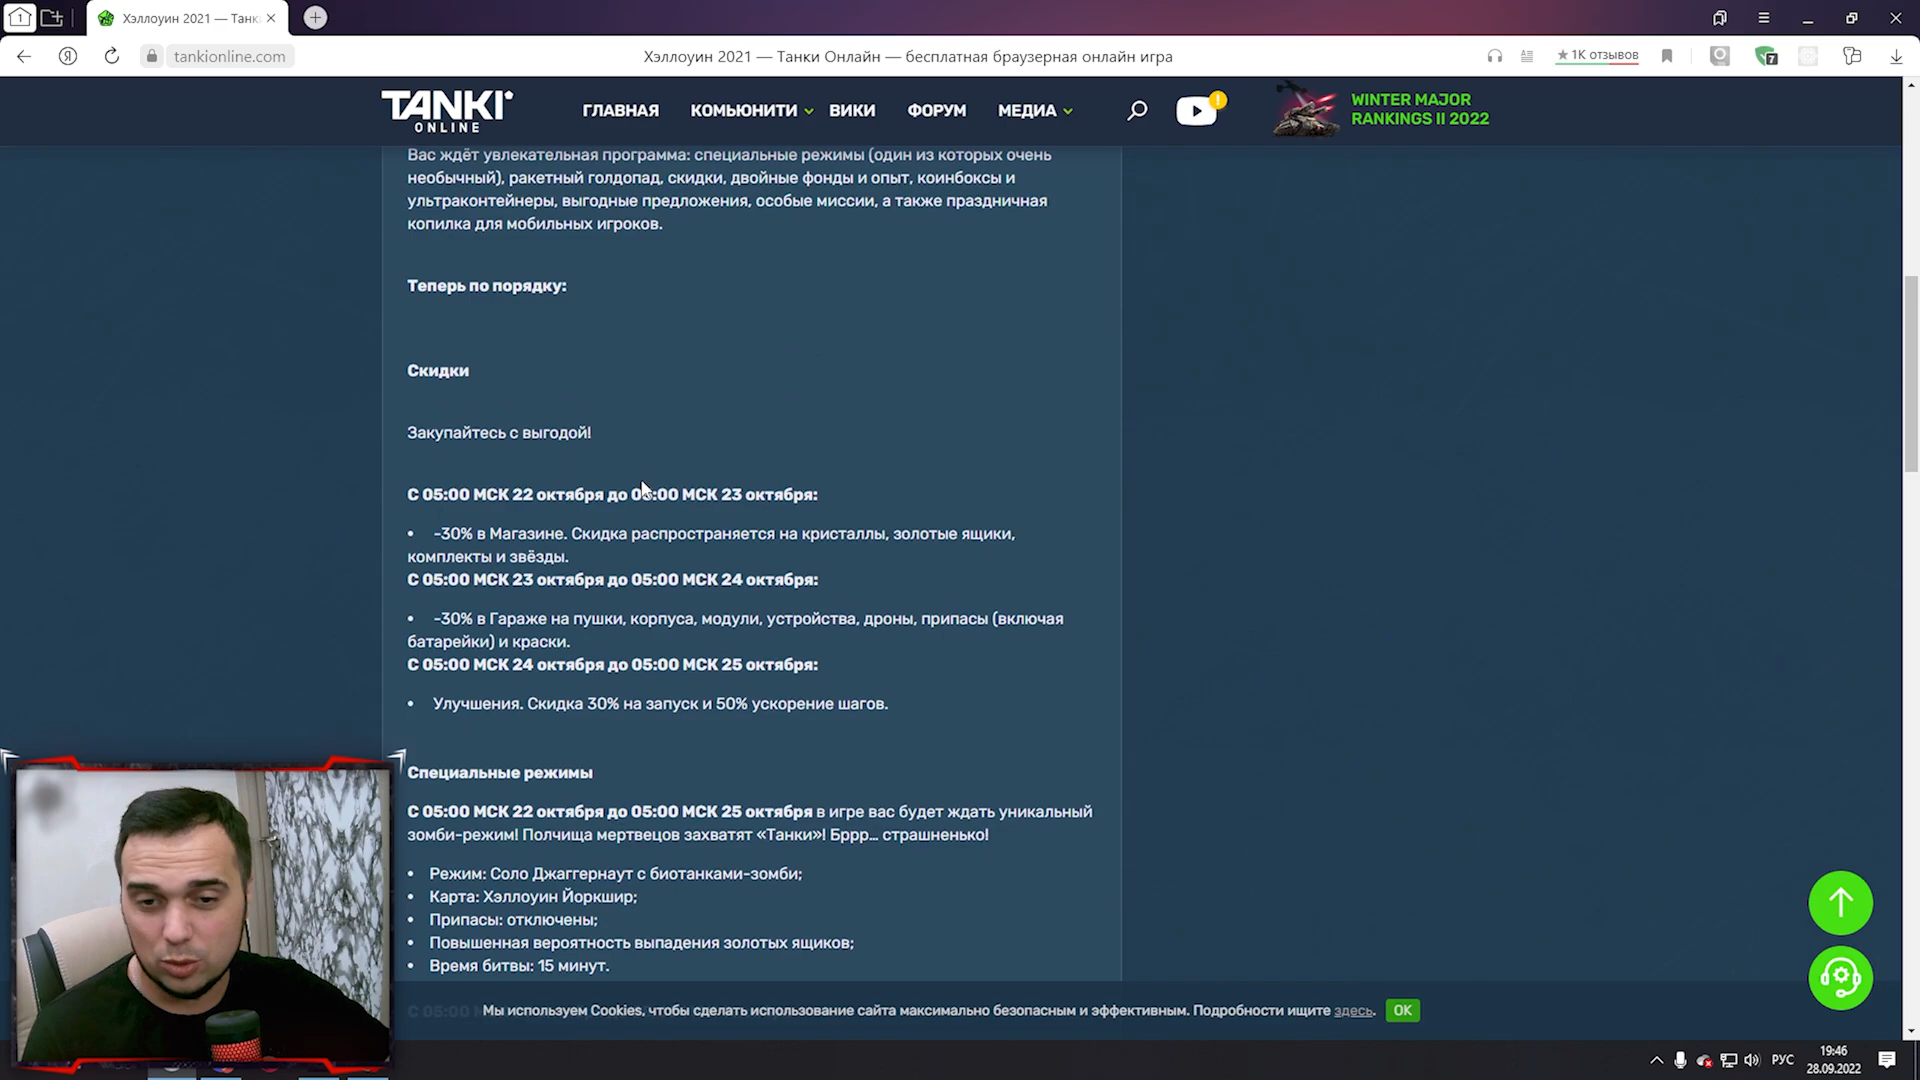 1
Хэллоуин 2021 — Танк
tankionline.com
Хэллоуин 2021 — Танки Онлайн — бесплатная браузерная онлайн игра
★ 1К отзывов
7
TANKI
ONLINE
ГЛАВНАЯ
КОМЬЮНИТИ
ВИКИ
ФОРУМ
МЕДИА
WINTER MAJOR
RANKINGS II 2022
Вас ждёт увлекательная программа: специальные режимы (один из которых очень
необычный), ракетный голдопад, скидки, двойные фонды и опыт, коинбоксы и
ультраконтейнеры, выгодные предложения, особые миссии, а также праздничная
копилка для мобильных игроков.
Теперь по порядку:
Скидки
Закупайтесь с выгодой!
С 05:00 МСК 22 октября до 05:00 МСК 23 октября:
• -30% в Магазине. Скидка распространяется на кристаллы, золотые ящики,
комплекты и звёзды.
С 05:00 МСК 23 октября до 05:00 МСК 24 октября:
• -30% в Гараже на пушки, корпуса, модули, устройства, дроны, припасы (включая
батарейки) и краски.
С 05:00 МСК 24 октября до 05:00 МСК 25 октября:
• Улучшения. Скидка 30% на запуск и 50% ускорение шагов.
Специальные режимы
С 05:00 МСК 22 октября до 05:00 МСК 25 октября в игре вас будет ждать уникальный
зомби-режим! Полчища мертвецов захватят «Танки»! Бррр... страшненько!
• Режим: Соло Джаггернаут с биотанками-зомби;
• Карта: Хэллоуин Йоркшир;
• Припасы: отключены;
• Повышенная вероятность выпадения золотых ящиков;
• Время битвы: 15 минут.
С 05:00
Мы используем Cookies, чтобы сделать использование сайта максимально безопасным и эффективным. Подробности ищите здесь.
OK
РУС
19:46
28.09.2022